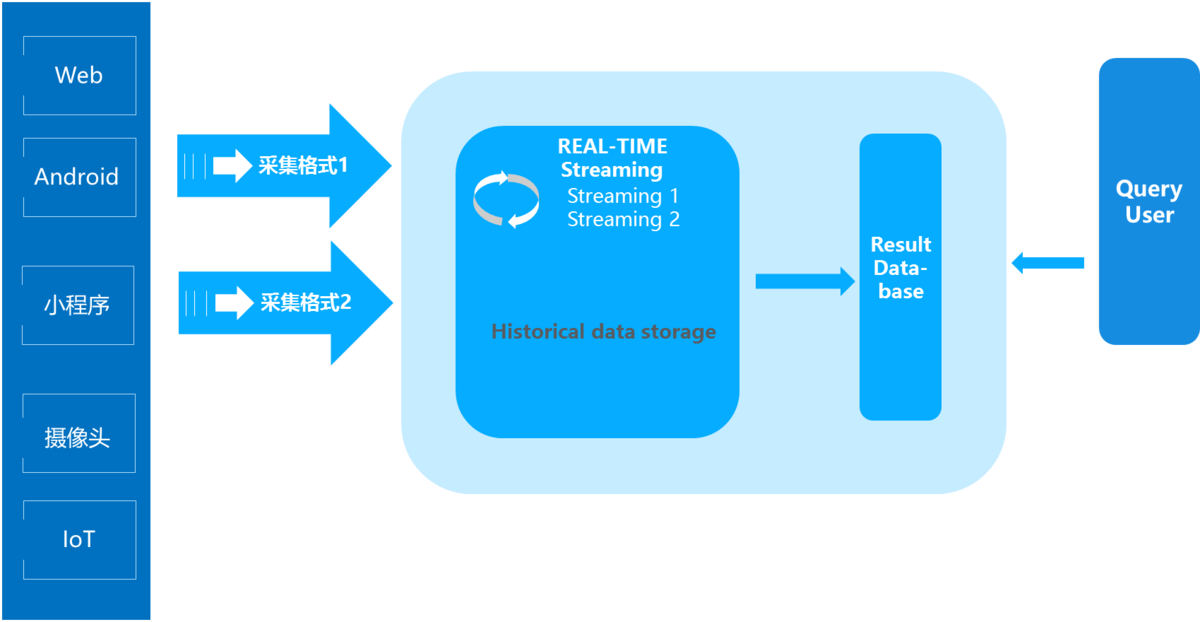 Web
Android
小程序
摄像头
IoT
采集格式1
采集格式2
REAL-TIME
Streaming
Streaming 1
Streaming 2
Historical data storage
Result
Data-
base
Query
User